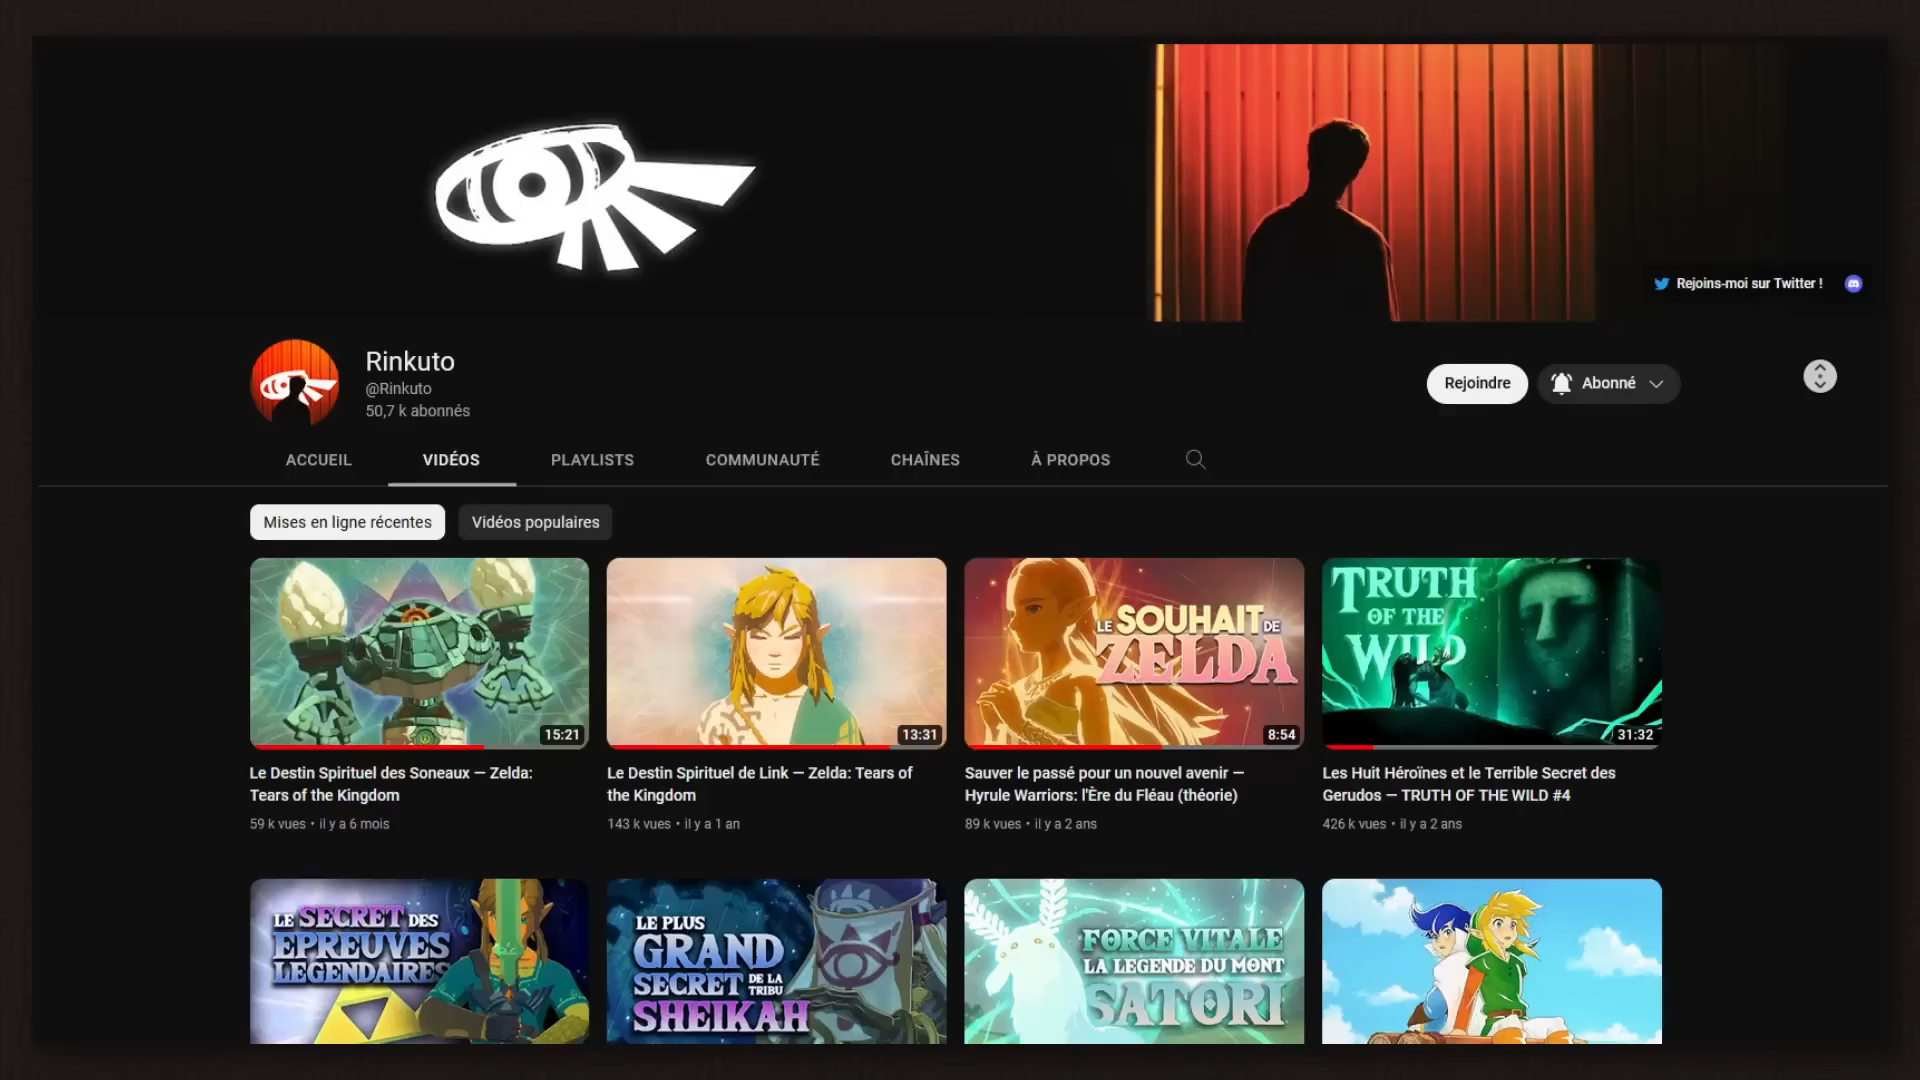 Rejoins-moi sur Twitter !
Rinkuto
@Rinkuto
50,7 k abonnés
Rejoindre
Abonné
ACCUEIL
VIDÉOS
PLAYLISTS
COMMUNAUTÉ
CHAÎNES
À PROPOS
Mises en ligne récentes
Vidéos populaires
15:21
13:31
LE SOUHAIT DE
ZELDA
8:54
TRUTH
OF THE
WILD
31:32
Le Destin Spirituel des Soneaux — Zelda:
Tears of the Kingdom
59 k vues • il y a 6 mois
Le Destin Spirituel de Link — Zelda: Tears of
the Kingdom
143 k vues • il y a 1 an
Sauver le passé pour un nouvel avenir —
Hyrule Warriors: l'Ère du Fléau (théorie)
89 k vues • il y a 2 ans
Les Huit Héroïnes et le Terrible Secret des
Gerudos — TRUTH OF THE WILD #4
426 k vues • il y a 2 ans
LE SECRET DES
EPREUVES
LEGENDAIRES
LE PLUS
GRAND
SECRET DE LA TRIBU
SHEIKAH
FORCE VITALE
LA LEGENDE DU MONT
SATORI